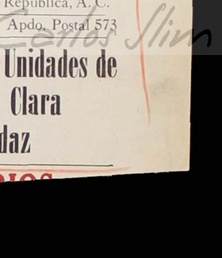 República, A. C.
Apdo. Postal 573
Carlos Slim
Unidades de
Clara
daz